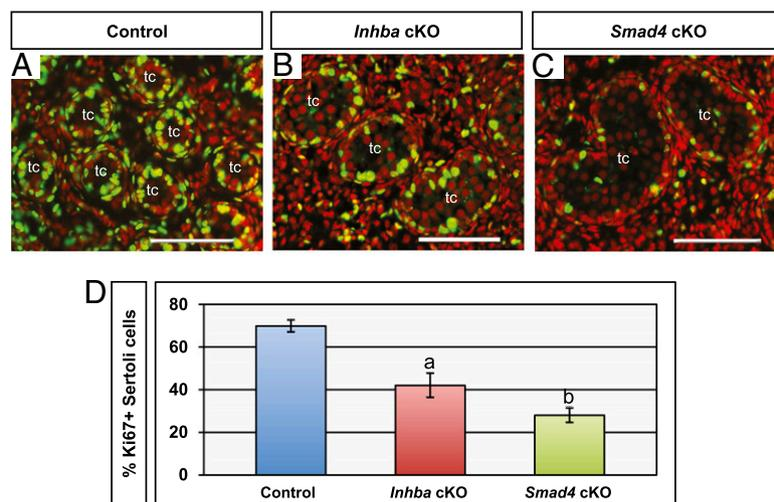 Control Inhba cKO Smad4 cKO
A B C
tc tc tc tc tc tc tc
tc tc tc
tc tc
D
% Ki67+ Sertoli cells
80
60
40
20
0
a
b
Control Inhba cKO Smad4 cKO